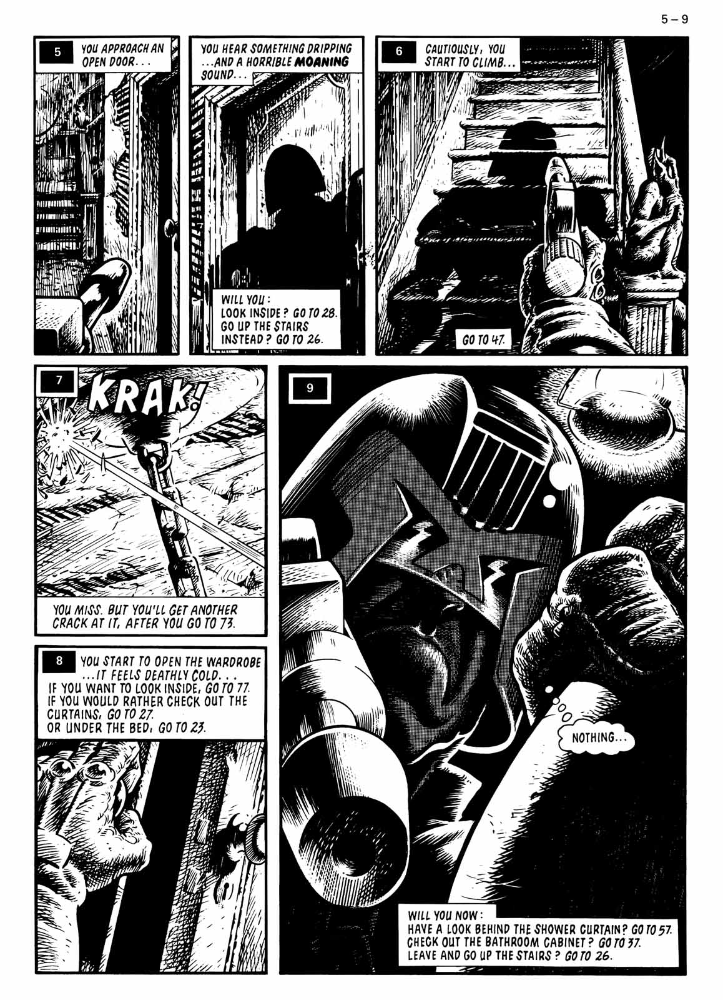 5 – 9
5
YOU APPROACH AN
OPEN DOOR...
YOU HEAR SOMETHING DRIPPING
...AND A HORRIBLE MOANING
SOUND...
WILL YOU:
LOOK INSIDE? GO TO 28.
GO UP THE STAIRS
INSTEAD? GO TO 26.
6
CAUTIOUSLY, YOU
START TO CLIMB...
GO TO 47.
7
KRAK!
YOU MISS. BUT YOU'LL GET ANOTHER
CRACK AT IT, AFTER YOU GO TO 73.
8
YOU START TO OPEN THE WARDROBE
...IT FEELS DEATHLY COLD...
IF YOU WANT TO LOOK INSIDE, GO TO 77.
IF YOU WOULD RATHER CHECK OUT THE
CURTAINS, GO TO 27.
OR UNDER THE BED, GO TO 23.
9
NOTHING...
WILL YOU NOW:
HAVE A LOOK BEHIND THE SHOWER CURTAIN? GO TO 57.
CHECK OUT THE BATHROOM CABINET? GO TO 37.
LEAVE AND GO UP THE STAIRS? GO TO 26.